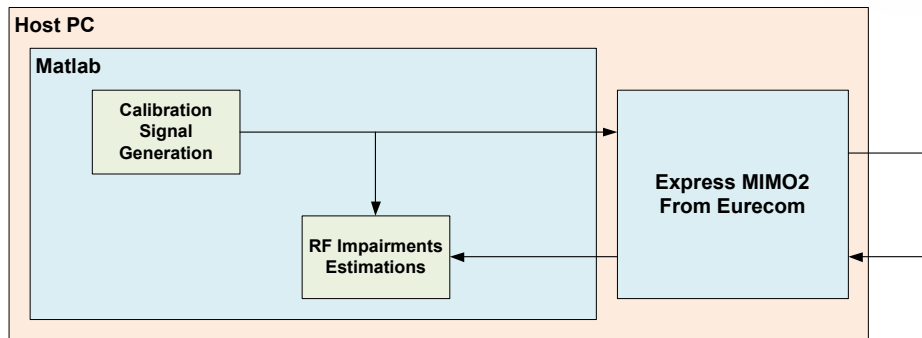 Host PC
Matlab
Calibration
Signal
Generation
Express MIMO2
From Eurecom
RF Impairments
Estimations